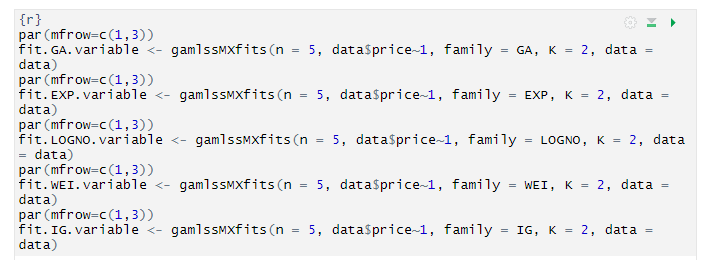 {r}
par(mfrow=c(1,3))
fit.GA.variable <- gamlssMXfits(n = 5, data$price~1, family = GA, K = 2, data =
data)
par(mfrow=c(1,3))
fit.EXP.variable <- gamlssMXfits(n = 5, data$price~1, family = EXP, K = 2, data =
data)
par(mfrow=c(1,3))
fit.LOGNO.variable <- gamlssMXfits(n = 5, data$price~1, family = LOGNO, K = 2, data
= data)
par(mfrow=c(1,3))
fit.WEI.variable <- gamlssMXfits(n = 5, data$price~1, family = WEI, K = 2, data =
data)
par(mfrow=c(1,3))
fit.IG.variable <- gamlssMXfits(n = 5, data$price~1, family = IG, K = 2, data =
data)